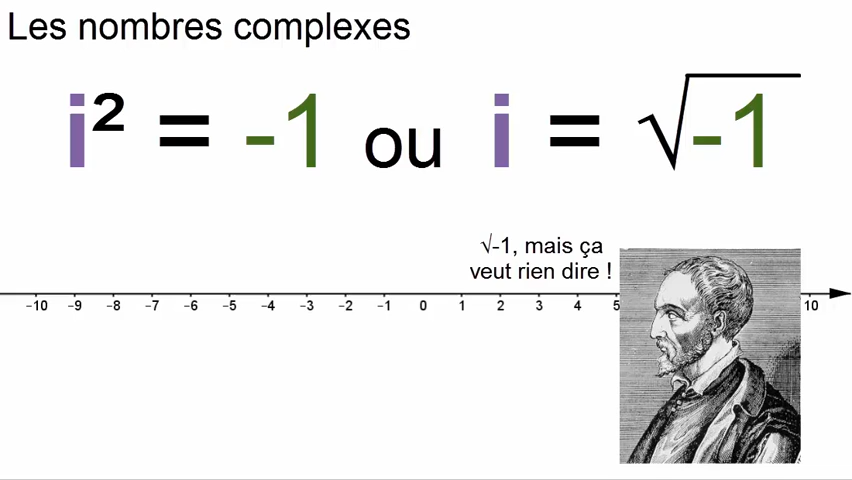 Les nombres complexes
i² = -1 ou i = √-1
√-1, mais ça
veut rien dire !
-10 -9 -8 -7 -6 -5 -4 -3 -2 -1 0 1 2 3 4 5 10